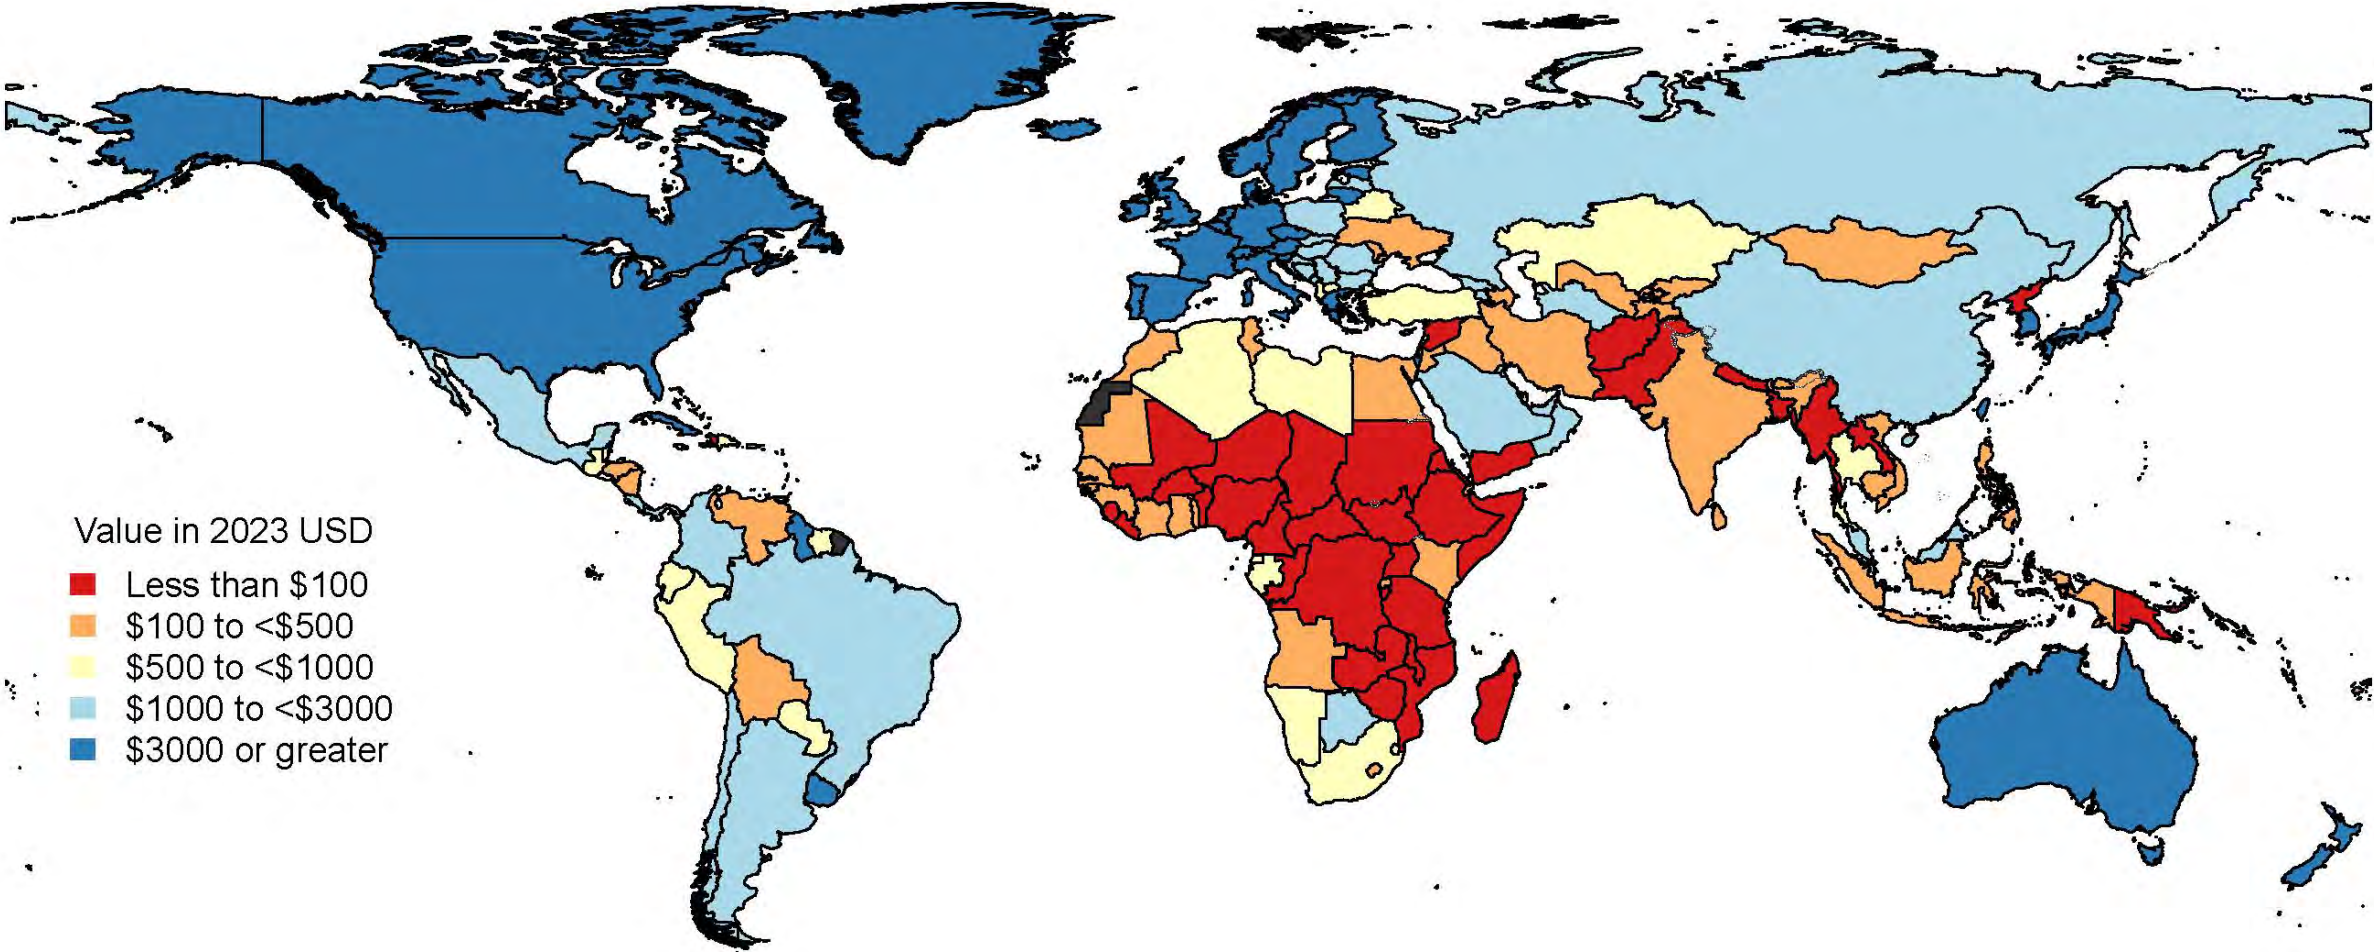 Value in 2023 USD
Less than $100
$100 to <$500
$500 to <$1000
$1000 to <$3000
$3000 or greater